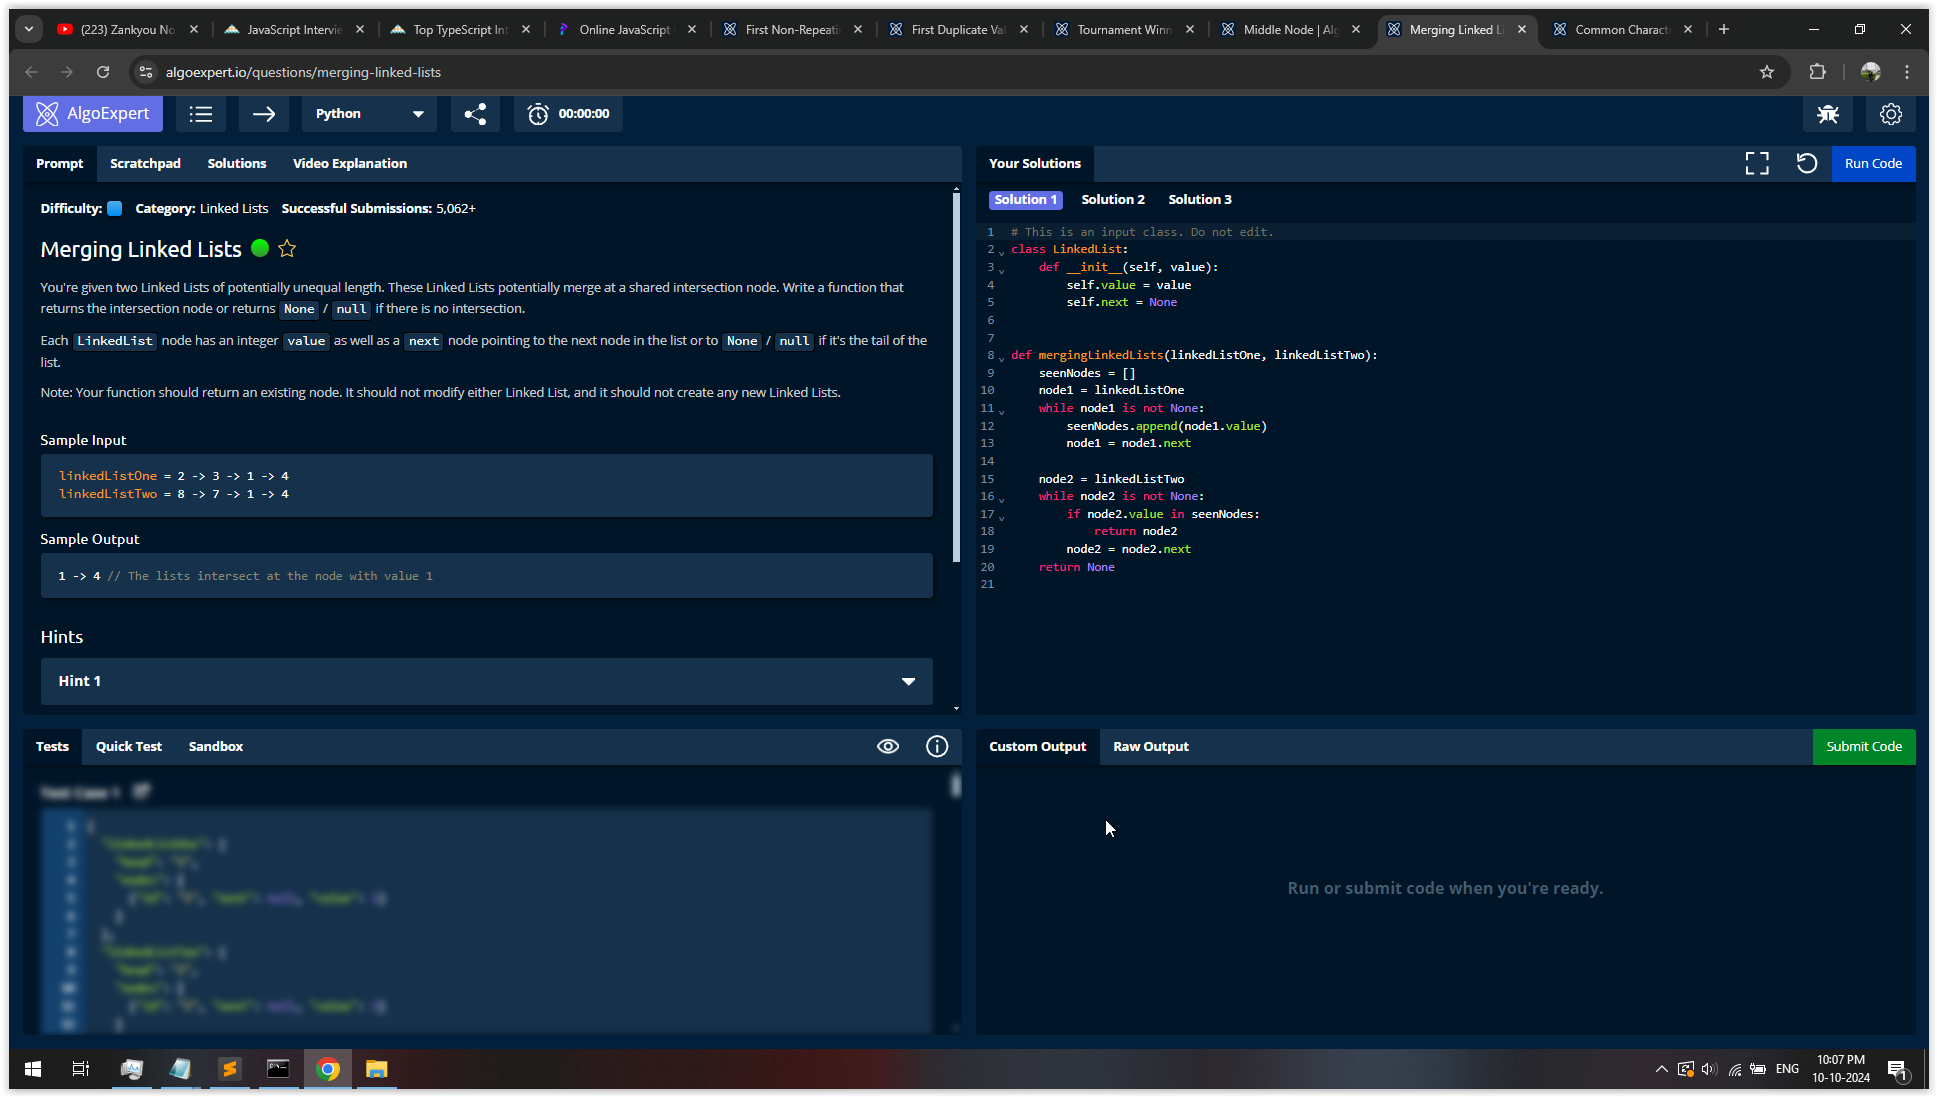 (223) Zankyou No
JavaScript Intervie
Top TypeScript Int
Online JavaScript
First Non-Repeati
First Duplicate Val
Tournament Winn
Middle Node | Alg
Merging Linked Li
Common Charact
algoexpert.io/questions/merging-linked-lists
AlgoExpert
Python
00:00:00
Prompt
Scratchpad
Solutions
Video Explanation
Difficulty:
Category: Linked Lists
Successful Submissions: 5,062+
Merging Linked Lists
You're given two Linked Lists of potentially unequal length. These Linked Lists potentially merge at a shared intersection node. Write a function that
returns the intersection node or returns None / null if there is no intersection.
Each LinkedList node has an integer value as well as a next node pointing to the next node in the list or to None / null if it's the tail of the
list.
Note: Your function should return an existing node. It should not modify either Linked List, and it should not create any new Linked Lists.
Sample Input
linkedListOne = 2 -> 3 -> 1 -> 4
linkedListTwo = 8 -> 7 -> 1 -> 4
Sample Output
1 -> 4 // The lists intersect at the node with value 1
Hints
Hint 1
Your Solutions
Run Code
Solution 1
Solution 2
Solution 3
1 # This is an input class. Do not edit.
2 class LinkedList:
3     def __init__(self, value):
4         self.value = value
5         self.next = None
6
7
8 def mergingLinkedLists(linkedListOne, linkedListTwo):
9     seenNodes = []
10     node1 = linkedListOne
11     while node1 is not None:
12         seenNodes.append(node1.value)
13         node1 = node1.next
14
15     node2 = linkedListTwo
16     while node2 is not None:
17         if node2.value in seenNodes:
18             return node2
19         node2 = node2.next
20     return None
21
Tests
Quick Test
Sandbox
Test Case 1
Custom Output
Raw Output
Submit Code
Run or submit code when you're ready.
ENG
10:07 PM
10-10-2024
1